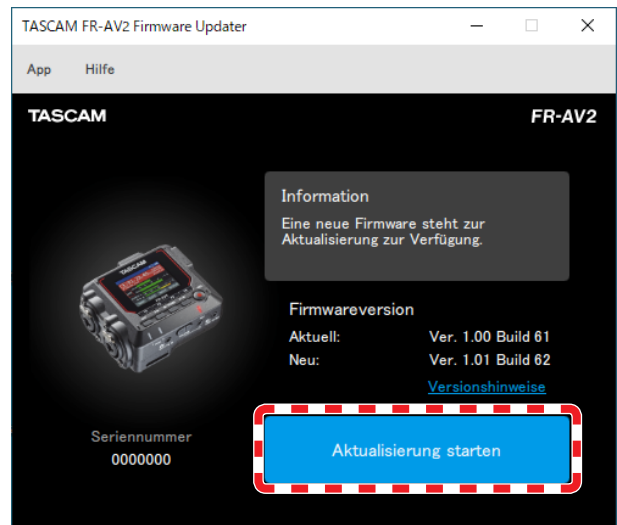 TASCAM FR-AV2 Firmware Updater
App Hilfe
TASCAM FR-AV2
Information
Eine neue Firmware steht zur
Aktualisierung zur Verfügung.
Firmwareversion
Aktuell: Ver. 1.00 Build 61
Neu: Ver. 1.01 Build 62
Versionshinweise
Seriennummer
0000000
Aktualisierung starten